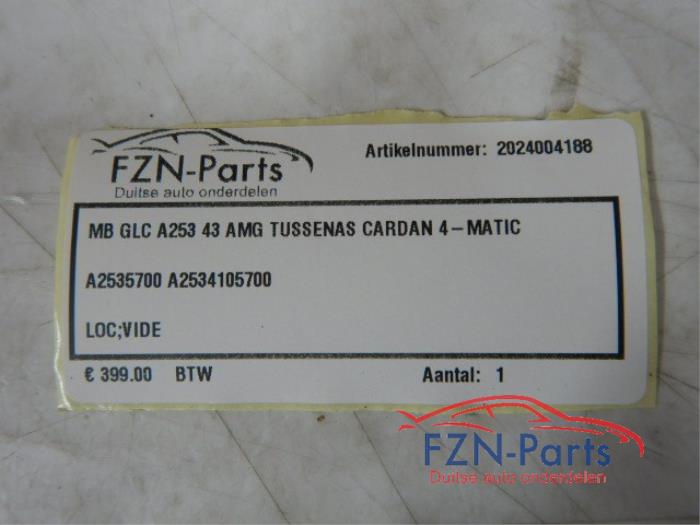 FZN-Parts
Duitse auto onderdelen
Artikelnummer: 2024004188
MB GLC A253 43 AMG TUSSENAS CARDAN 4-MATIC
A2535700 A2534105700
LOC;VIDE
€ 399.00 BTW
Aantal: 1
FZN-Parts
Duitse auto onderdelen